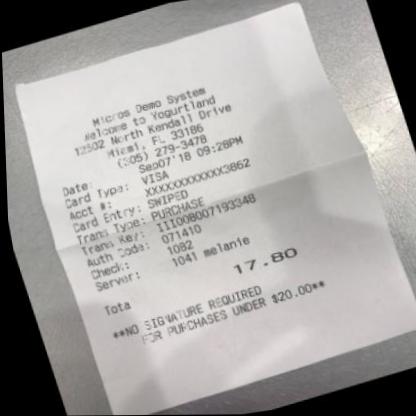 Micros Demo System
Welcome to Yogurtland
12502 North Kendall Drive
Miami, FL 33186
(305) 279-3478
Date: Sep07'18 09:28PM
Card Type: VISA
Acct #: XXXXXXXXXXXX3862
Card Entry: SWIPED
Trans Type: PURCHASE
Trans Key: III008007193348
Auth Code: 071410
Check: 1082
Server: 1041 melanie
Tota 17.80
**NO SIGNATURE REQUIRED
FOR PURCHASES UNDER $20.00**